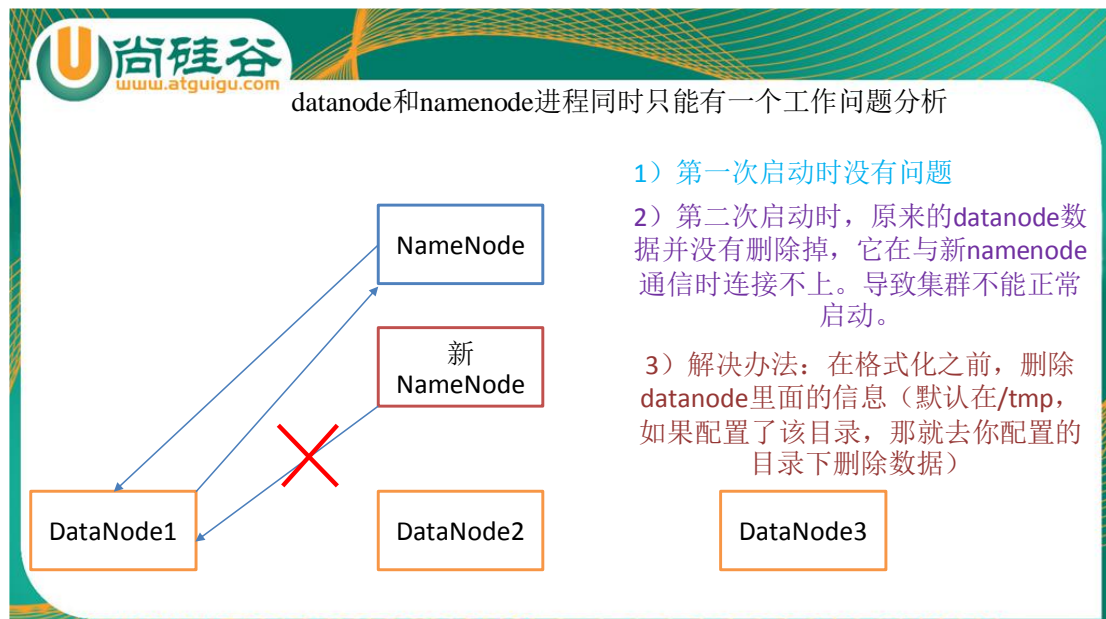 尚硅谷
www.atguigu.com
datanode和namenode进程同时只能有一个工作问题分析
1）第一次启动时没有问题
2）第二次启动时，原来的datanode数
据并没有删除掉，它在与新namenode
通信时连接不上。导致集群不能正常
启动。
3）解决办法：在格式化之前，删除
datanode里面的信息（默认在/tmp，
如果配置了该目录，那就去你配置的
目录下删除数据）
NameNode
新
NameNode
DataNode1
DataNode2
DataNode3